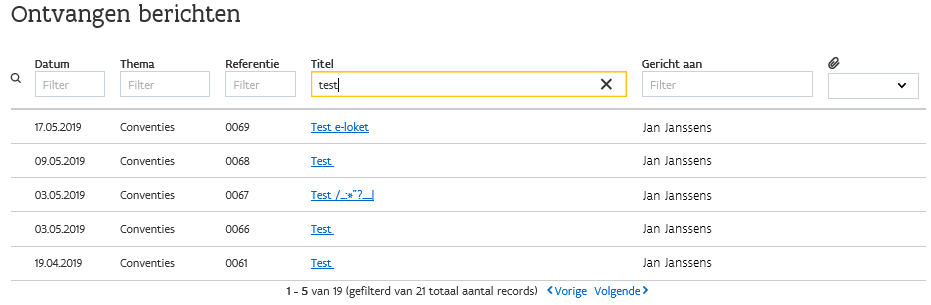 Ontvangen berichten
Datum Thema Referentie Titel Gericht aan
Filter Filter Filter test Filter
17.05.2019 Conventies 0069 Test e-loket Jan Janssens
09.05.2019 Conventies 0068 Test Jan Janssens
03.05.2019 Conventies 0067 Test /_:*"?__| Jan Janssens
03.05.2019 Conventies 0066 Test Jan Janssens
19.04.2019 Conventies 0061 Test Jan Janssens
1 - 5 van 19 (gefilterd van 21 totaal aantal records) Vorige Volgende